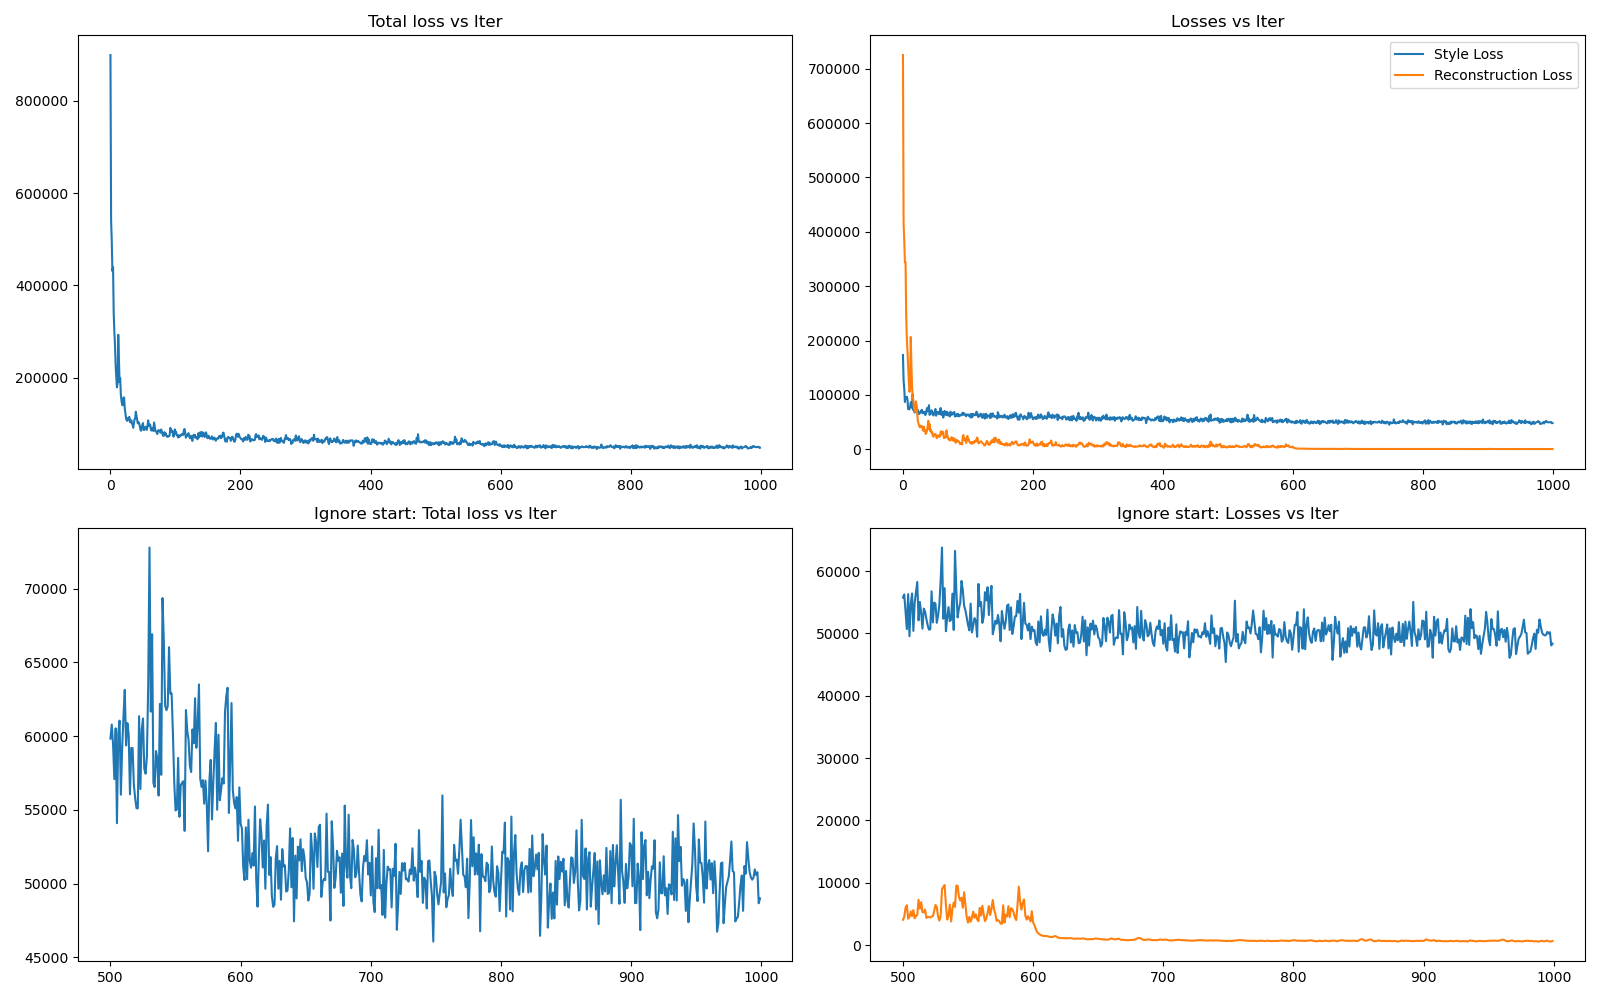 Total loss vs Iter
800000
600000
400000
200000
0 200 400 600 800 1000
Losses vs Iter
Style Loss
Reconstruction Loss
700000
600000
500000
400000
300000
200000
100000
0
0 200 400 600 800 1000
Ignore start: Total loss vs Iter
70000
65000
60000
55000
50000
45000
500 600 700 800 900 1000
Ignore start: Losses vs Iter
60000
50000
40000
30000
20000
10000
0
500 600 700 800 900 1000